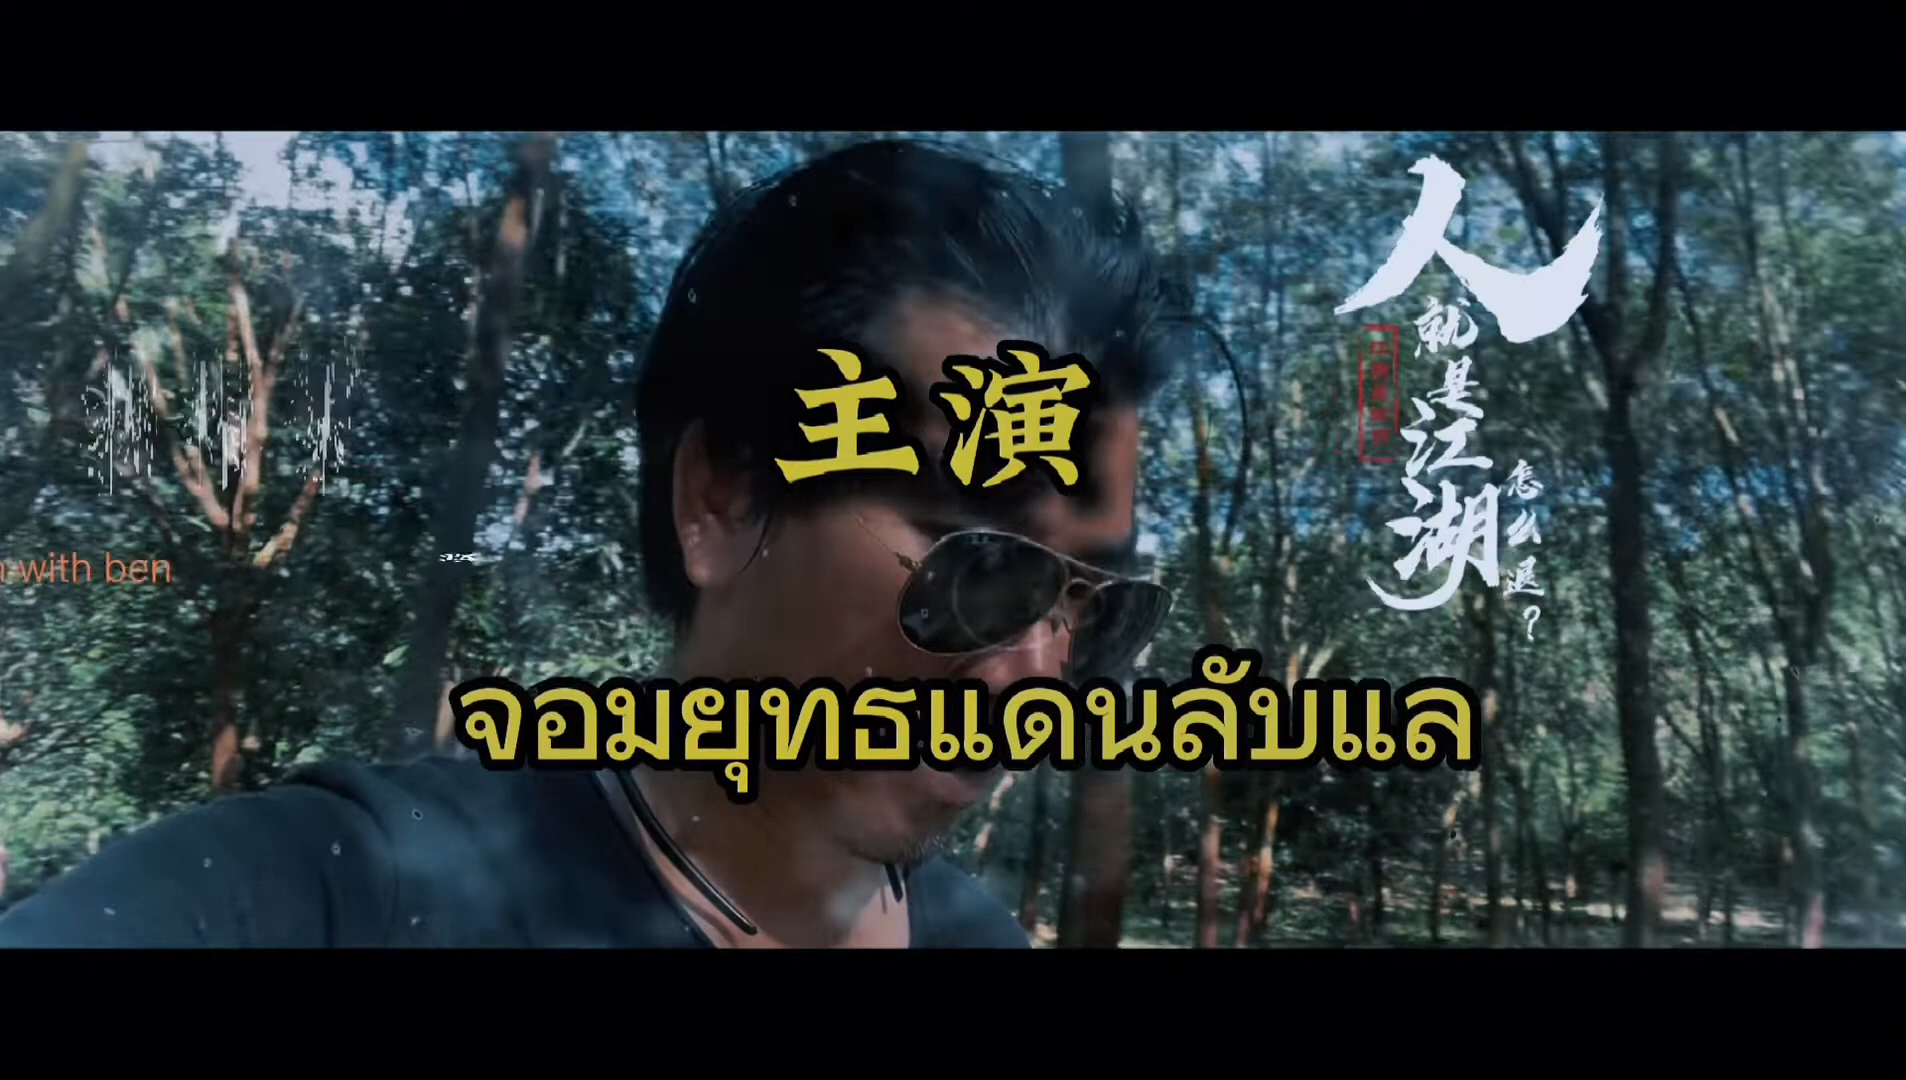 主演
จอมยุทธแดนลับแล
人
就是江湖
怎么退?
with ben